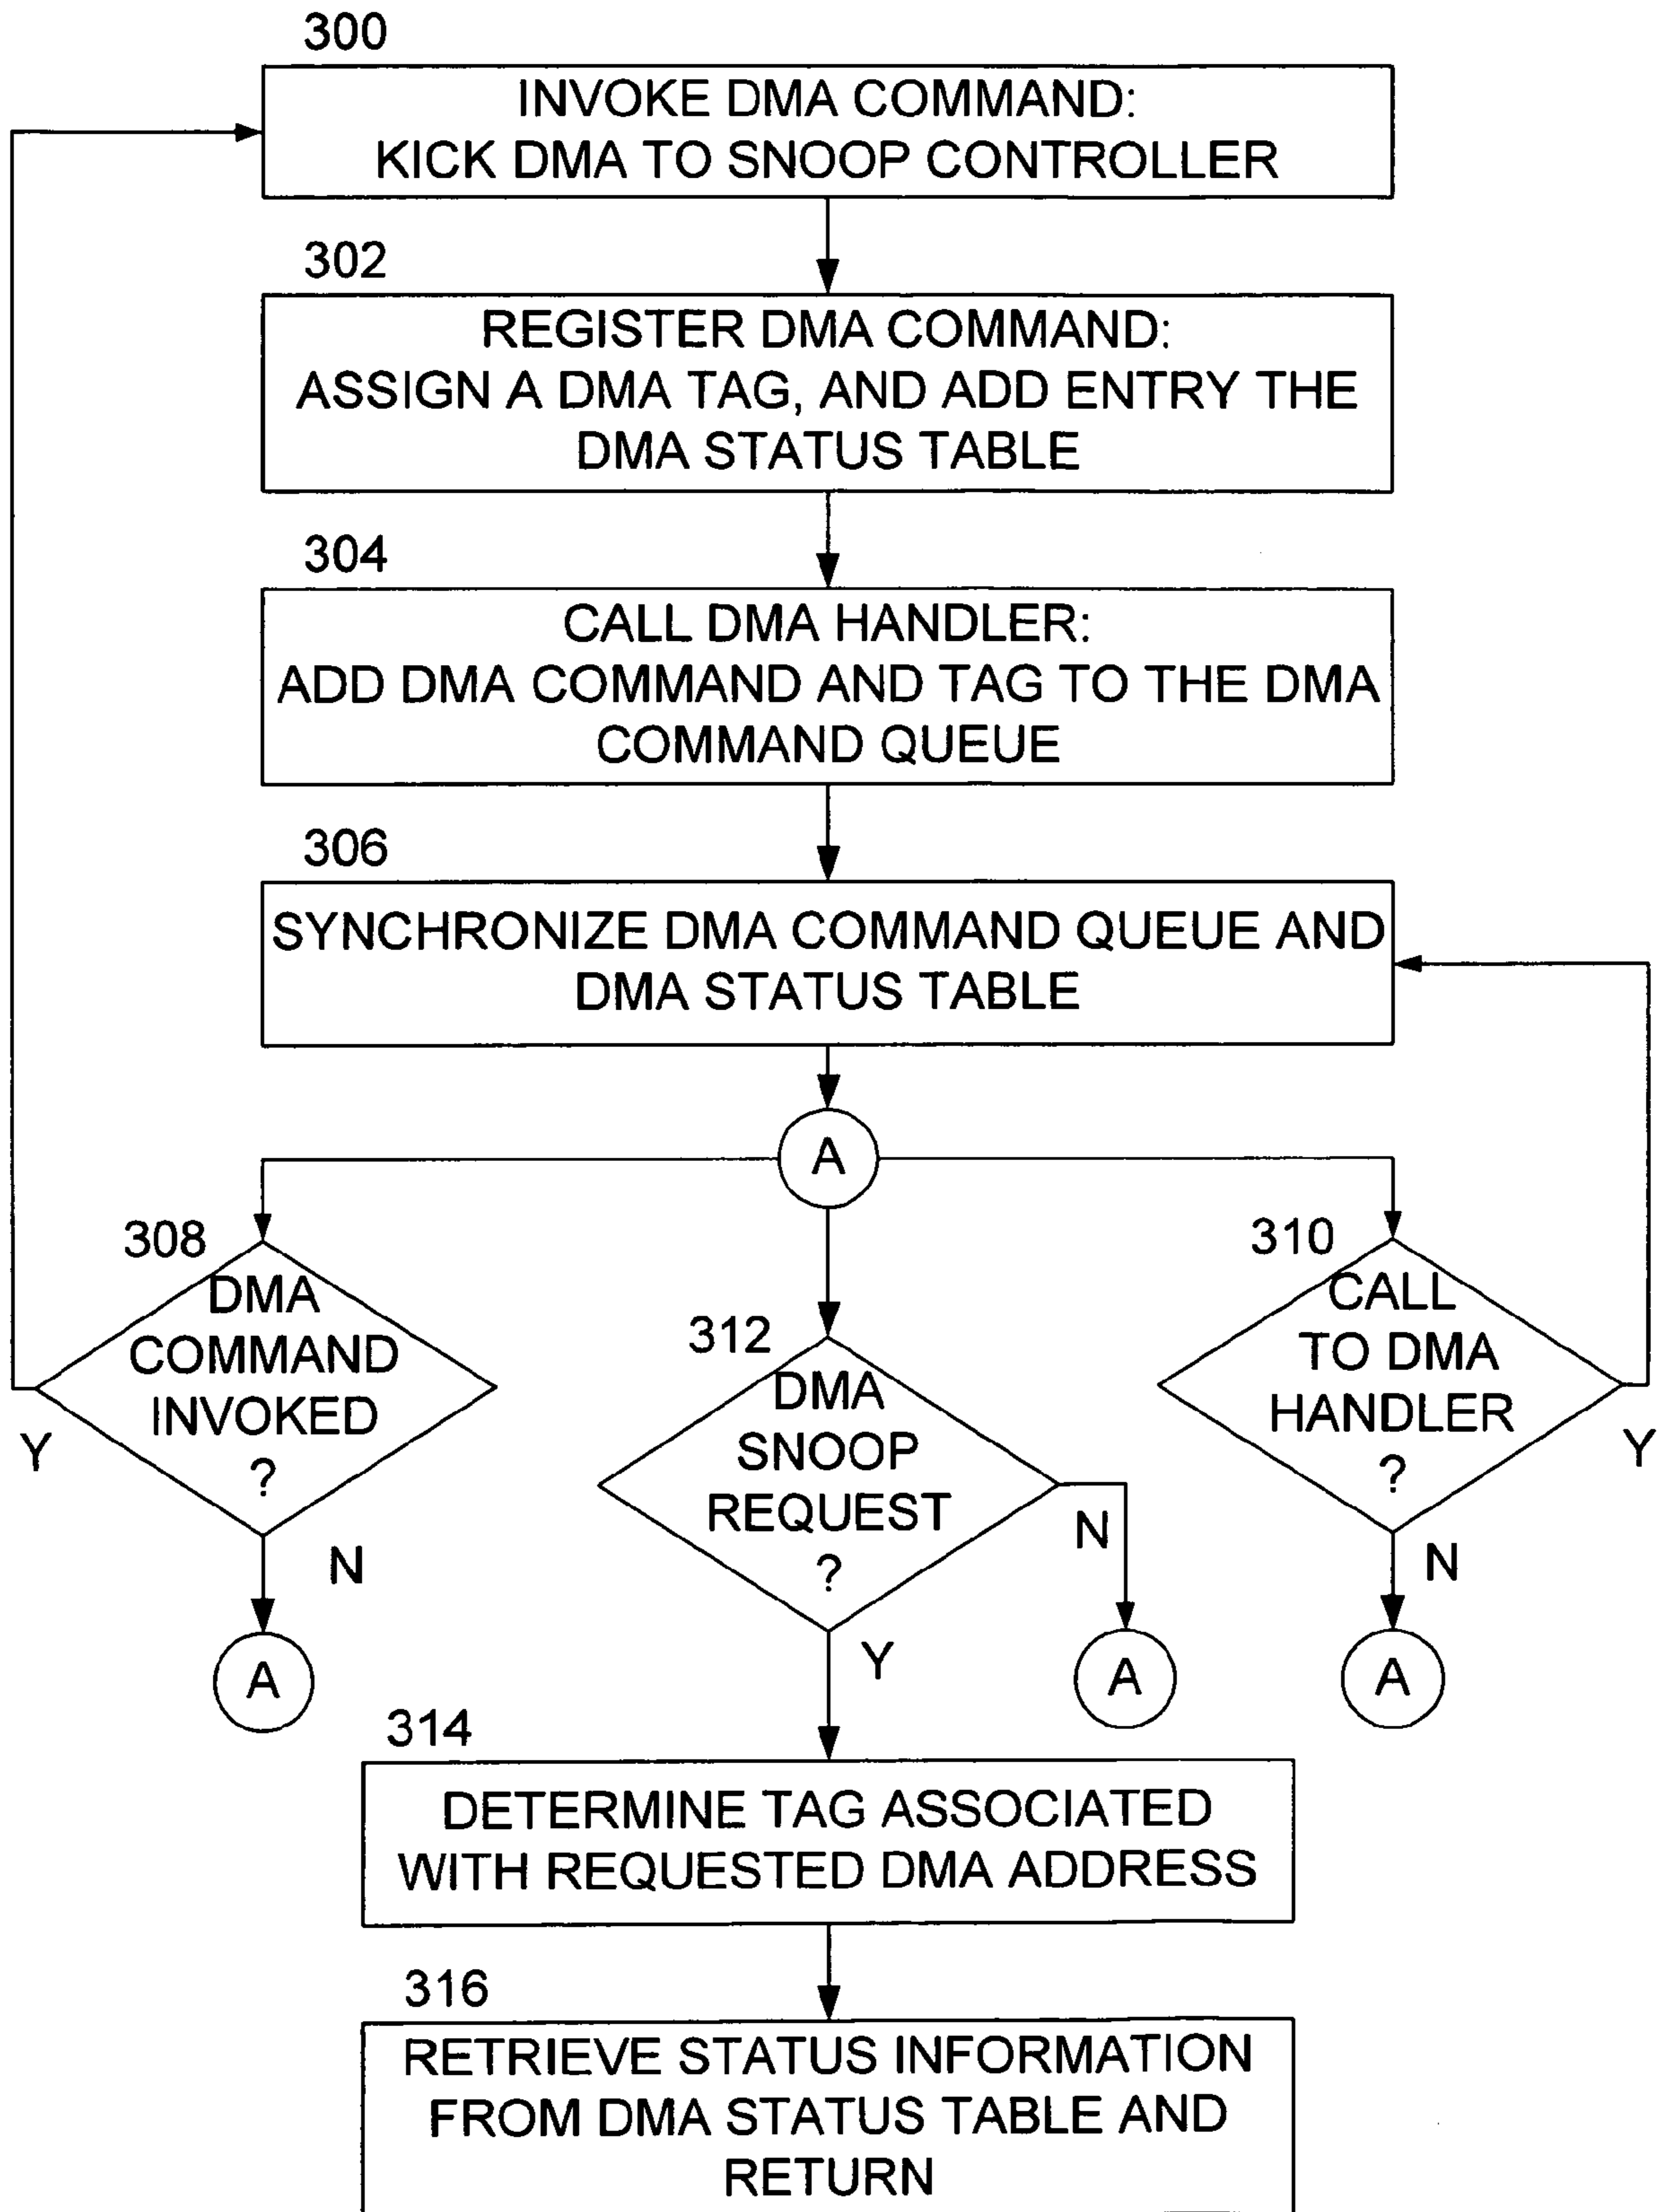 300
INVOKE DMA COMMAND:
KICK DMA TO SNOOP CONTROLLER
302
REGISTER DMA COMMAND:
ASSIGN A DMA TAG, AND ADD ENTRY THE
DMA STATUS TABLE
304
CALL DMA HANDLER:
ADD DMA COMMAND AND TAG TO THE DMA
COMMAND QUEUE
306
SYNCHRONIZE DMA COMMAND QUEUE AND
DMA STATUS TABLE
A
308
DMA
COMMAND
INVOKED
?
Y
N
A
312
DMA
SNOOP
REQUEST
?
N
A
Y
310
CALL
TO DMA
HANDLER
?
Y
N
A
314
DETERMINE TAG ASSOCIATED
WITH REQUESTED DMA ADDRESS
316
RETRIEVE STATUS INFORMATION
FROM DMA STATUS TABLE AND
RETURN